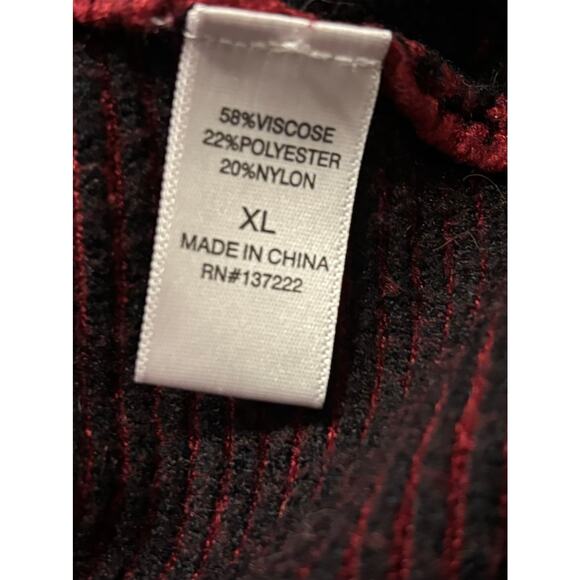 58%VISCOSE
22%POLYESTER
20%NYLON
XL
MADE IN CHINA
RN#137222